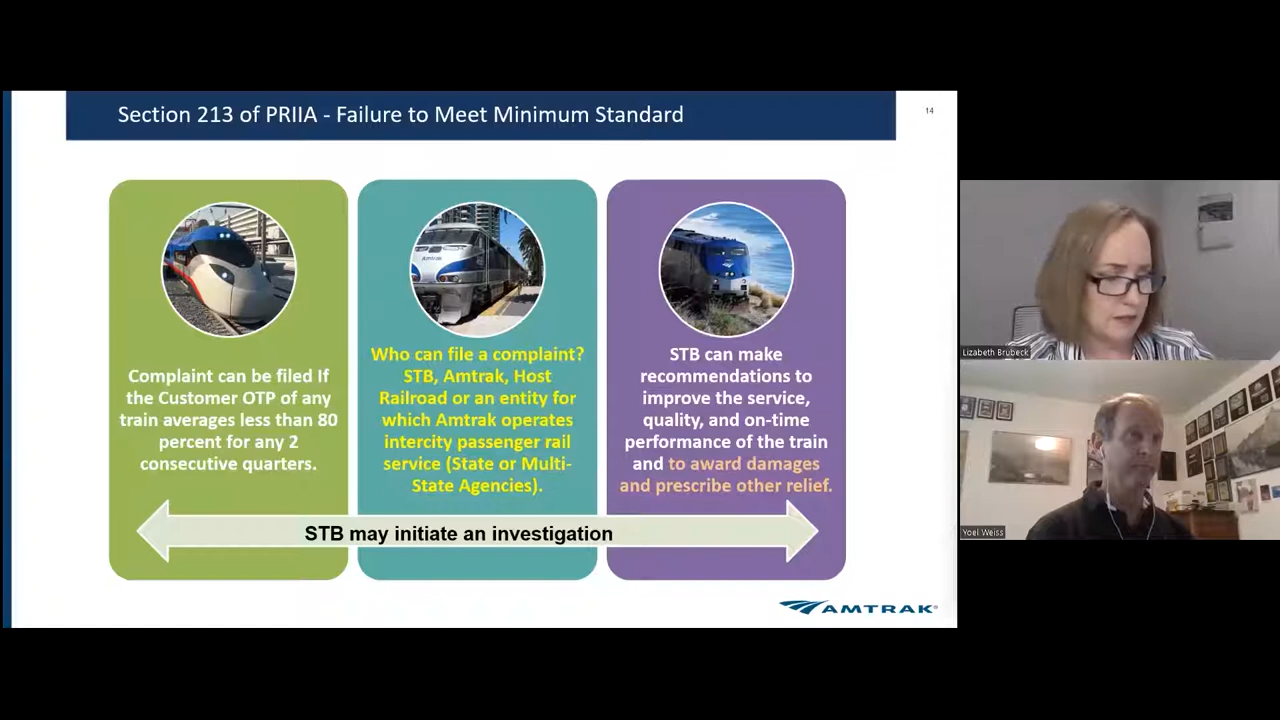 Section 213 of PRIIA - Failure to Meet Minimum Standard
14
Complaint can be filed If
the Customer OTP of any
train averages less than 80
percent for any 2
consecutive quarters.
Amtrak
Who can file a complaint?
STB, Amtrak, Host
Railroad or an entity for
which Amtrak operates
intercity passenger rail
service (State or Multi-
State Agencies).
STB can make
recommendations to
improve the service,
quality, and on-time
performance of the train
and to award damages
and prescribe other relief.
STB may initiate an investigation
AMTRAK®
Lizabeth Brubeck
Yoel Weiss